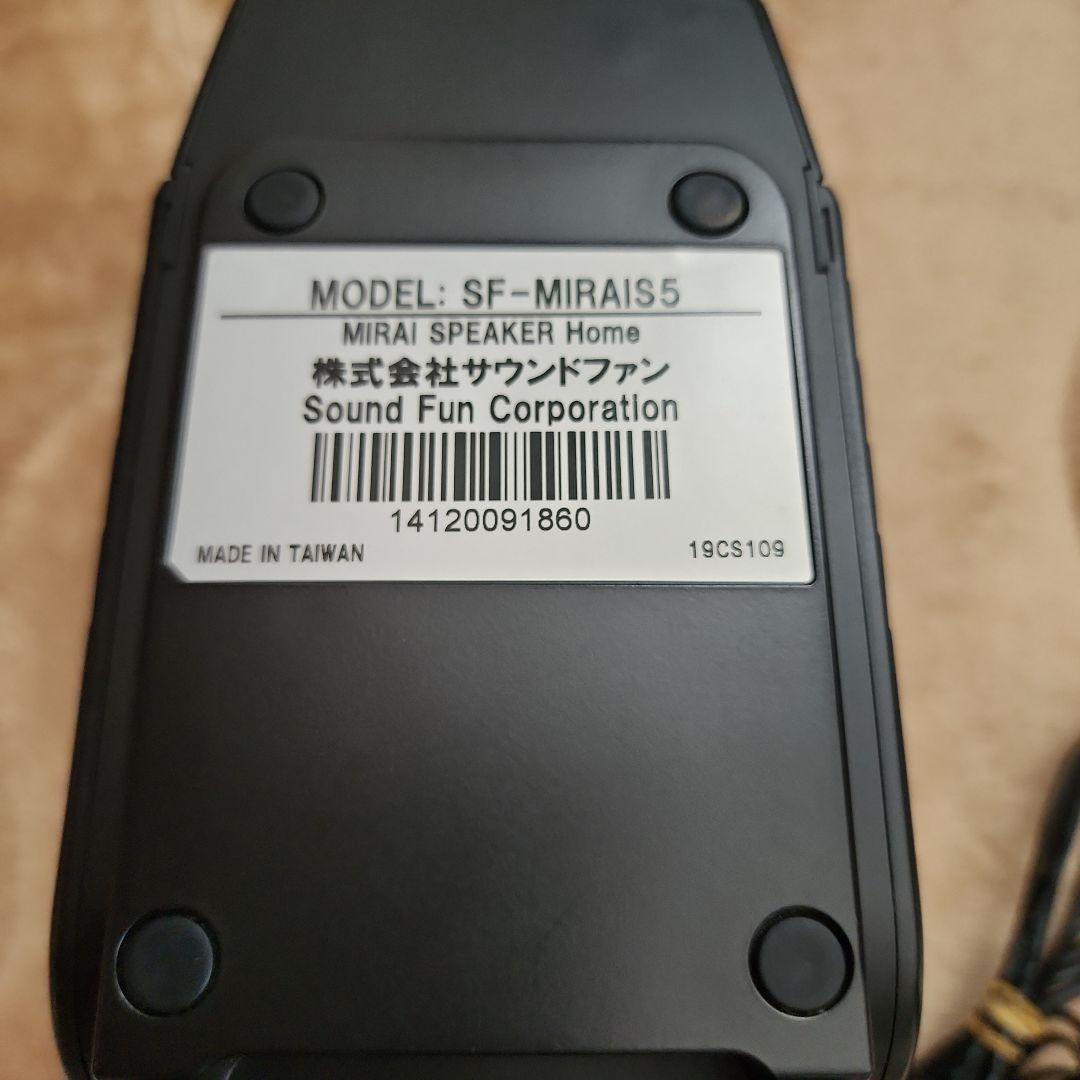 MODEL: SF-MIRAIS5
MIRAI SPEAKER Home
株式会社サウンドファン
Sound Fun Corporation
14120091860
MADE IN TAIWAN
19CS109